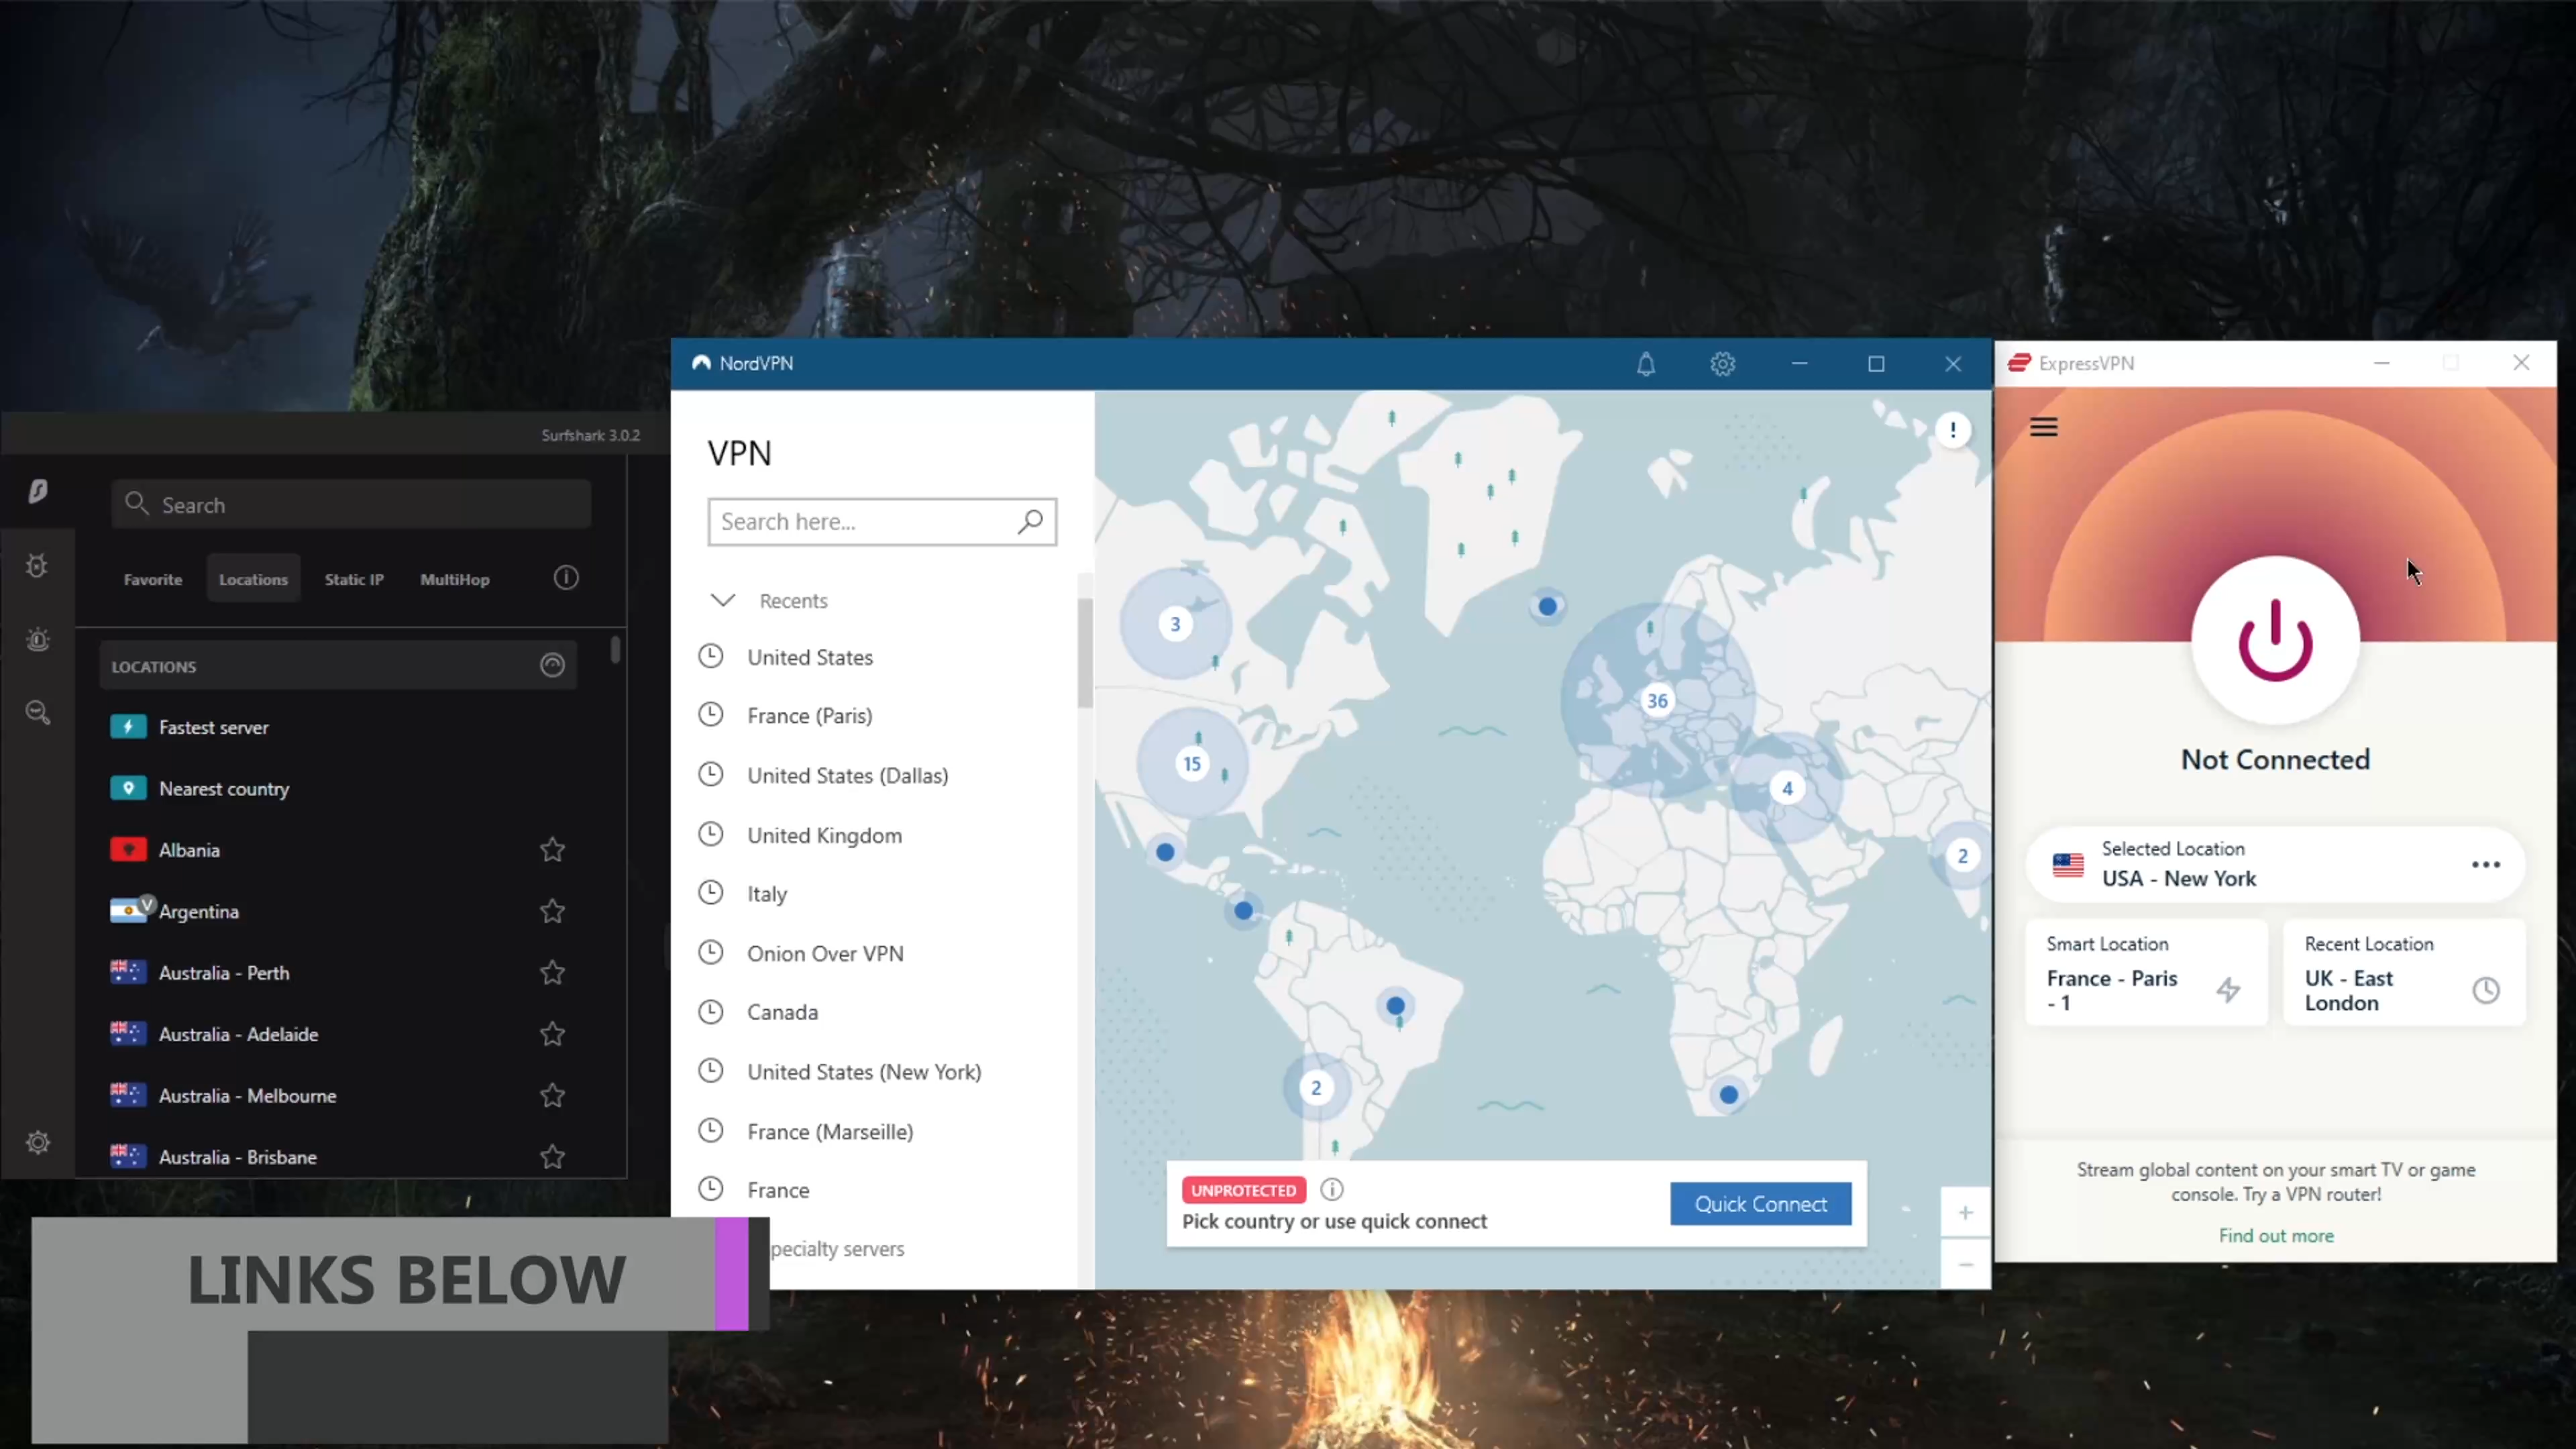 Surfshark 3.0.2
Search
Favorite
Locations
Static IP
MultiHop
LOCATIONS
Fastest server
Nearest country
Albania
V
Argentina
Australia - Perth
Australia - Adelaide
Australia - Melbourne
Australia - Brisbane
LINKS BELOW
NordVPN
VPN
Search here...
Recents
United States
France (Paris)
United States (Dallas)
United Kingdom
Italy
Onion Over VPN
Canada
United States (New York)
France (Marseille)
France
pecialty servers
!
3
36
15
4
2
2
UNPROTECTED
Pick country or use quick connect
Quick Connect
+
−
ExpressVPN
Not Connected
Selected Location
USA - New York
Smart Location
France - Paris
- 1
Recent Location
UK - East
London
Stream global content on your smart TV or game
console. Try a VPN router!
Find out more